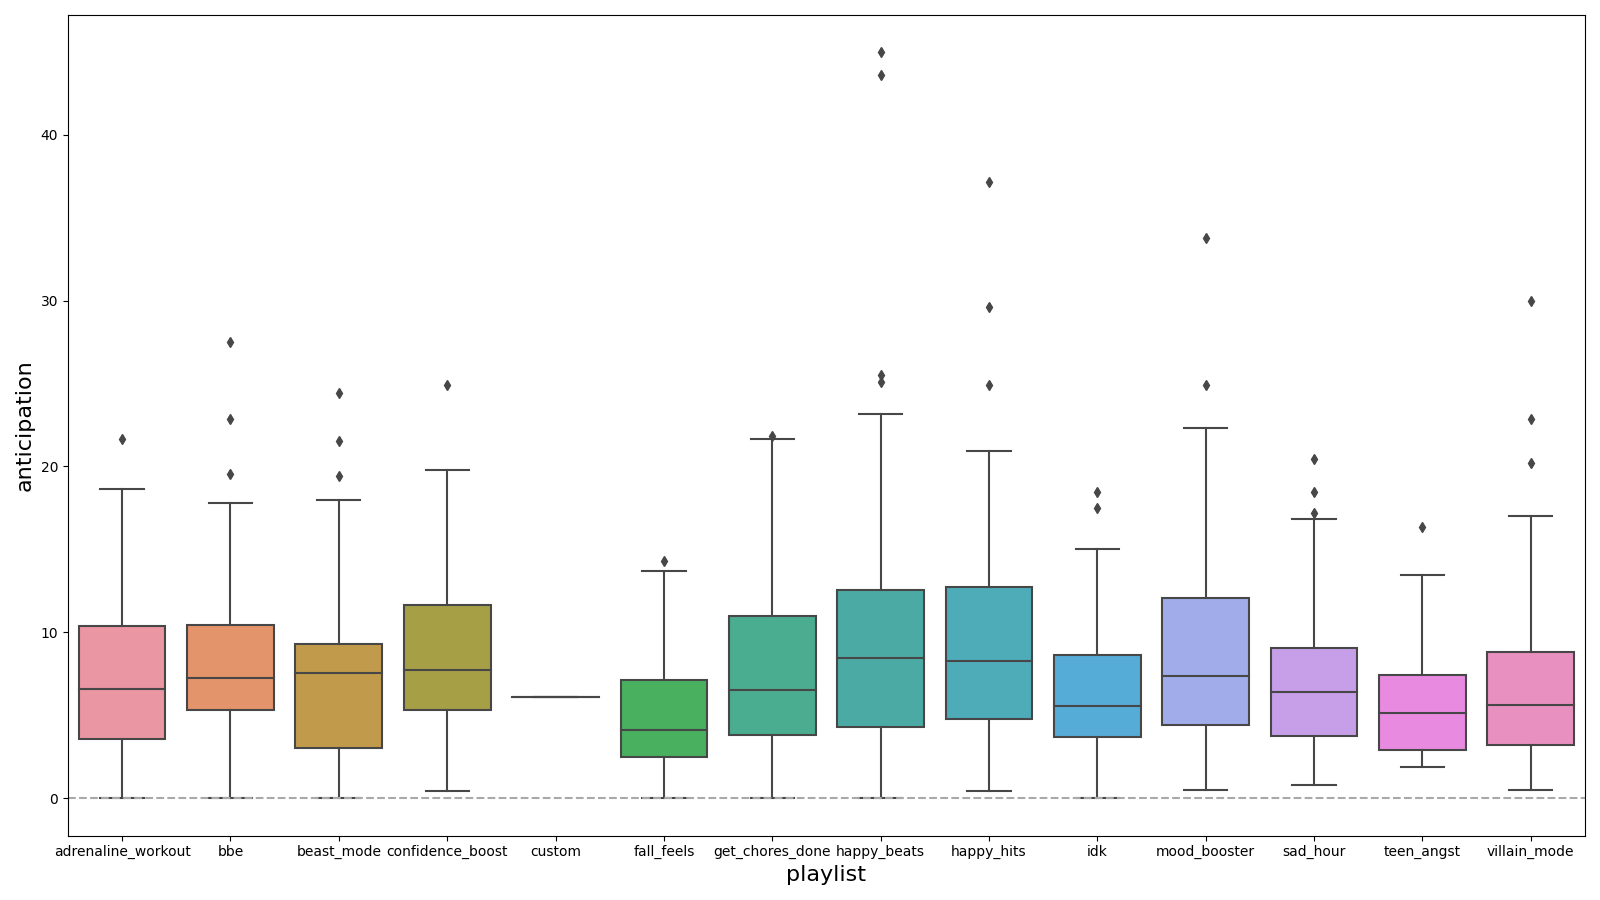 anticipation
40
30
20
10
0
adrenaline_workout bbe beast_mode confidence_boost custom fall_feels get_chores_done happy_beats happy_hits idk mood_booster sad_hour teen_angst villain_mode
playlist